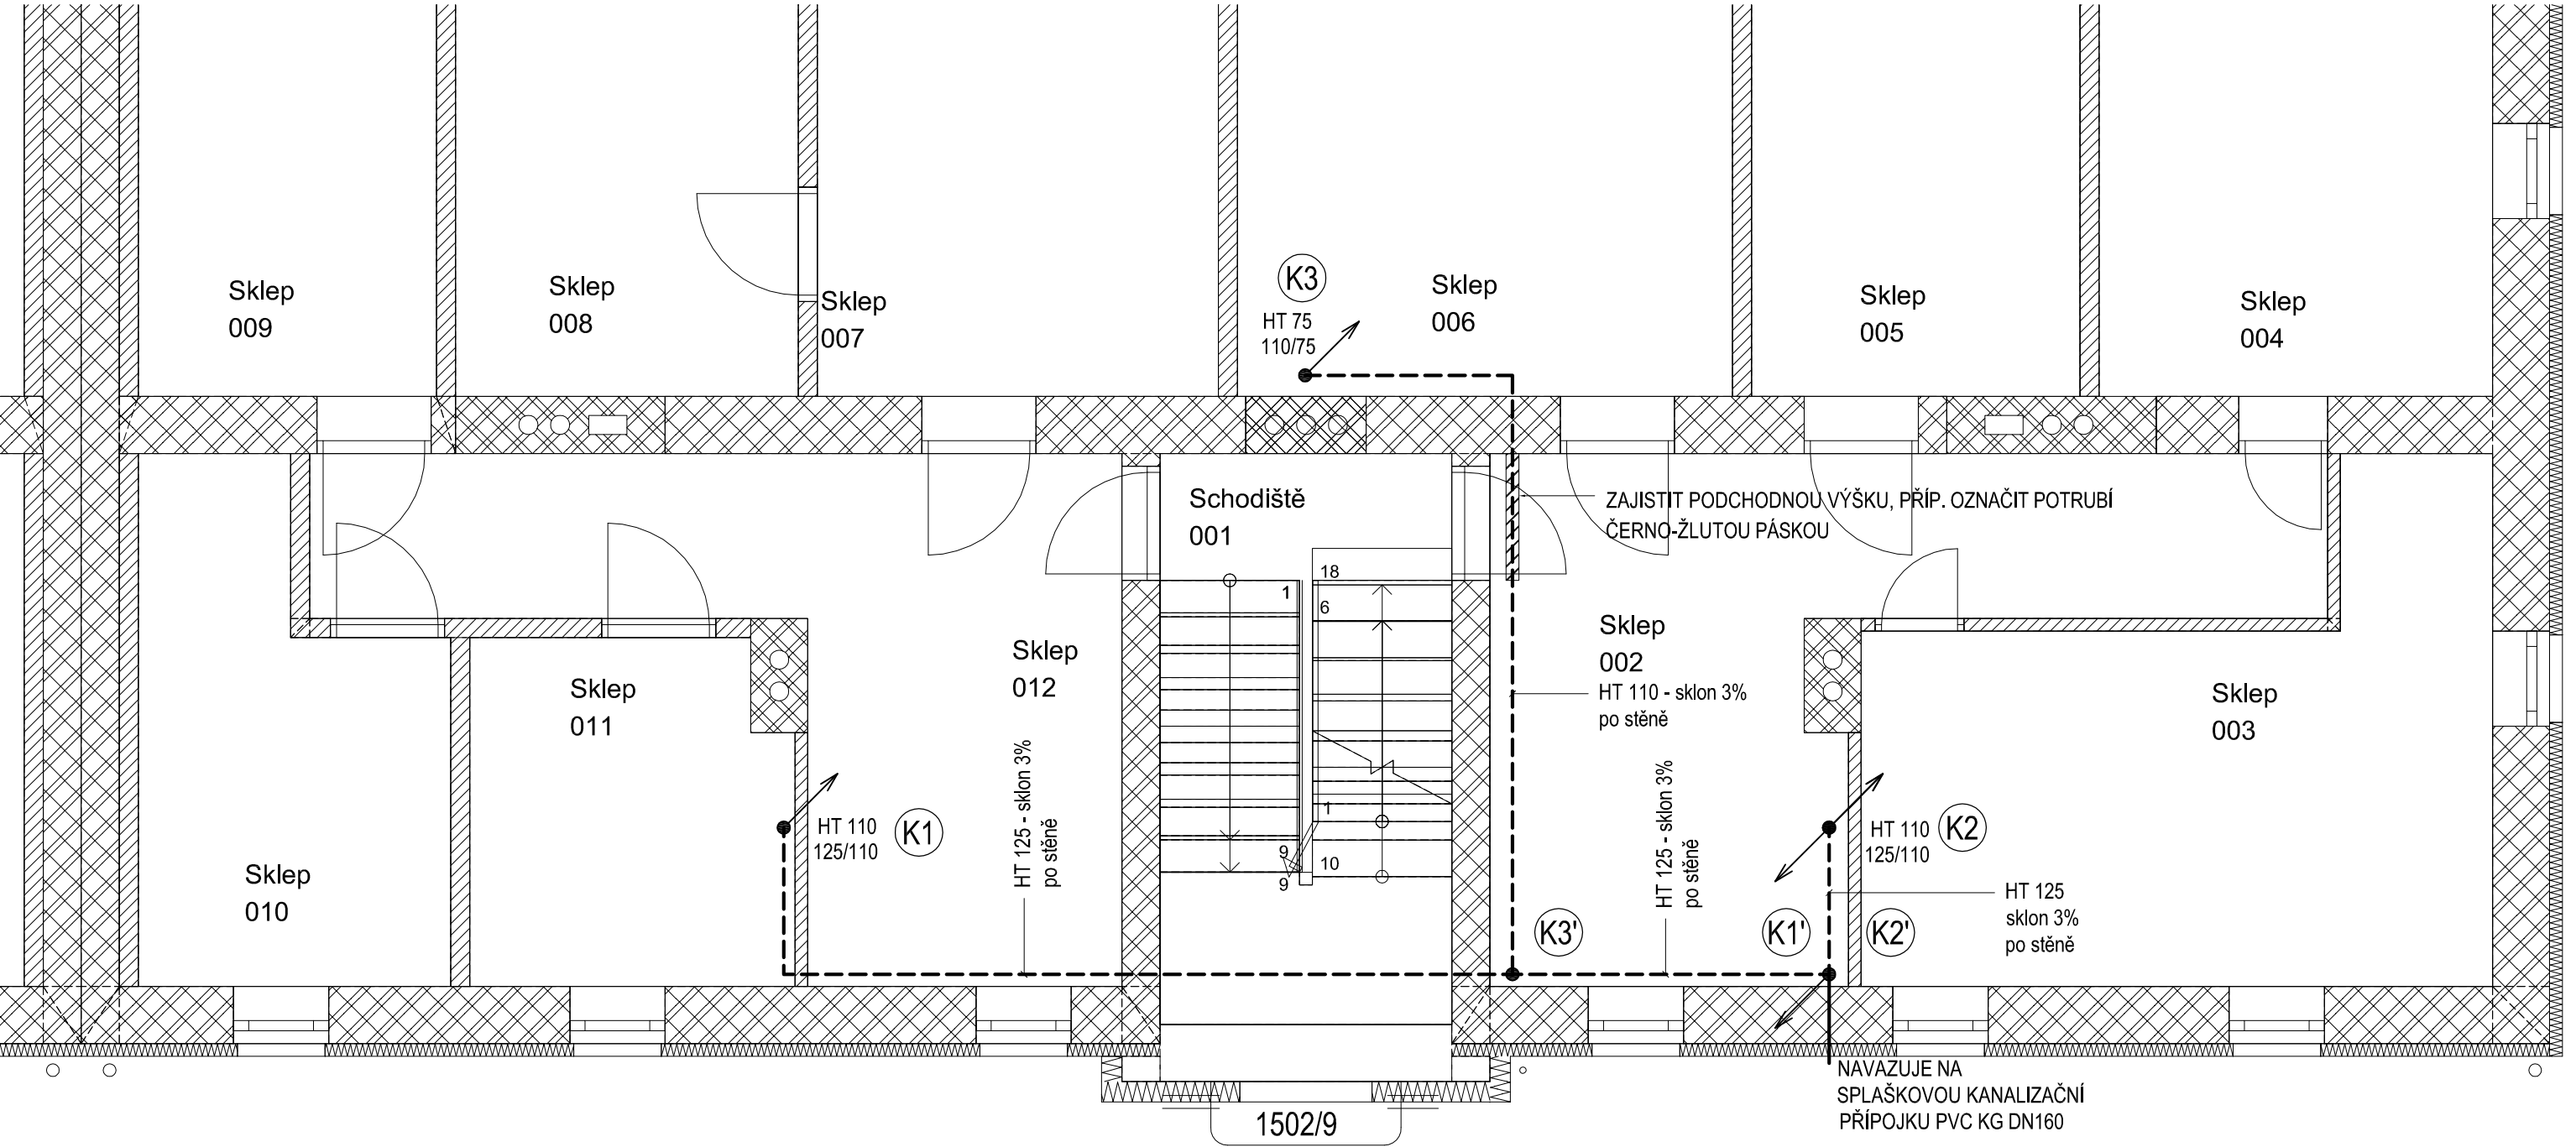 Sklep
009
Sklep
008
Sklep
007
K3
HT 75
110/75
Sklep
006
Sklep
005
Sklep
004
Schodiště
001
ZAJISTIT PODCHODNOU VÝŠKU, PŘÍP. OZNAČIT POTRUBÍ
ČERNO-ŽLUTOU PÁSKOU
1
18
6
1
9
9
10
Sklep
010
Sklep
011
HT 110
125/110
K1
Sklep
012
HT 125 - sklon 3%
po stěně
Sklep
002
HT 110 - sklon 3%
po stěně
HT 125 - sklon 3%
po stěně
Sklep
003
HT 110
125/110
K2
HT 125
sklon 3%
po stěně
K3'
K1'
K2'
NAVAZUJE NA
SPLAŠKOVOU KANALIZAČNÍ
PŘÍPOJKU PVC KG DN160
1502/9